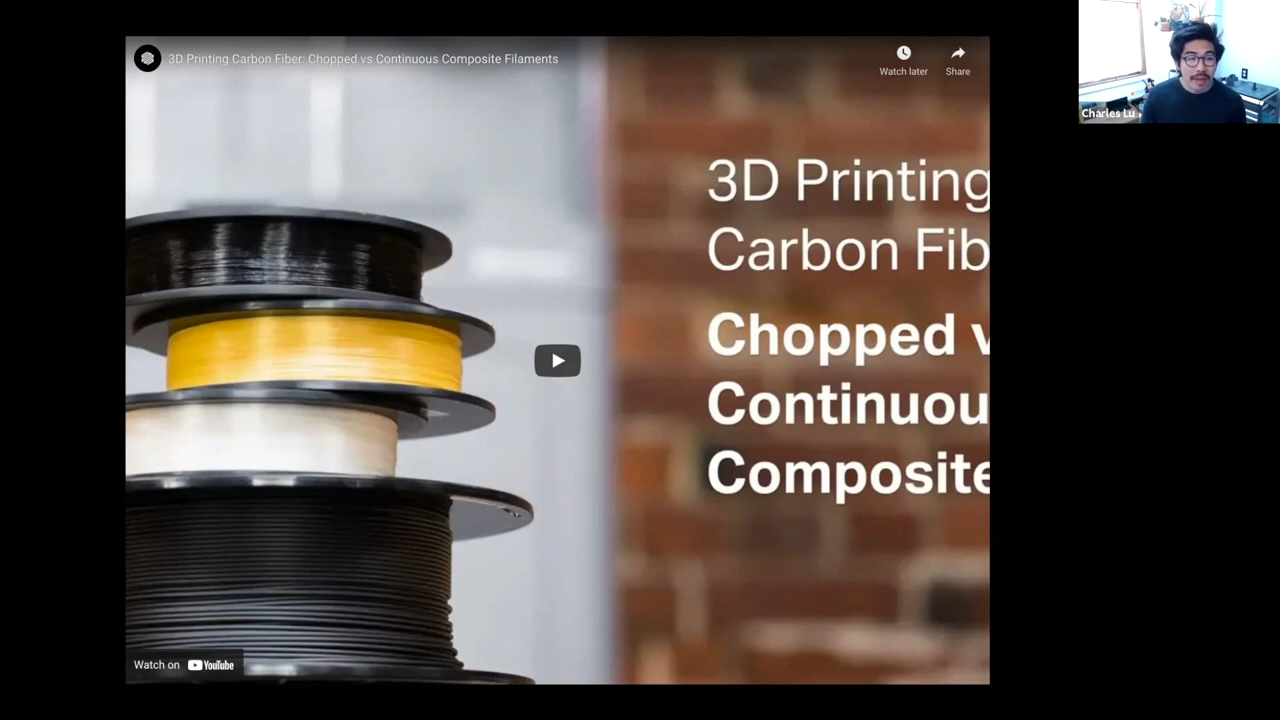 3D Printing Carbon Fiber: Chopped vs Continuous Composite Filaments
Watch later
Share
Charles Lu
3D Printing
Carbon Fib
Chopped v
Continuou
Composite
Watch on YouTube